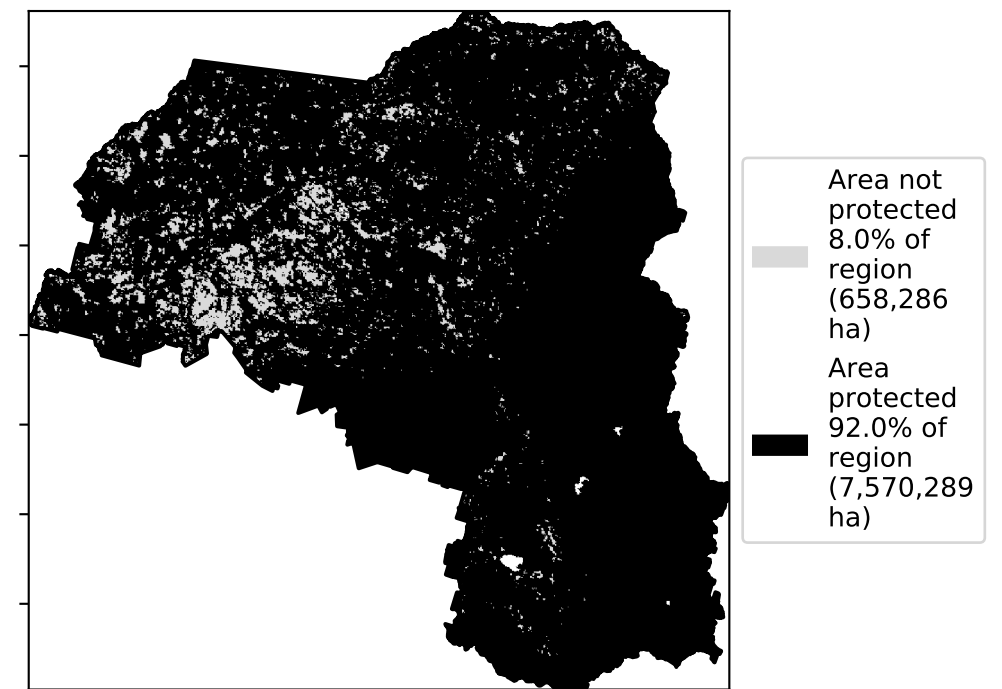 Area not
protected
8.0% of
region
(658,286
ha)
Area
protected
92.0% of
region
(7,570,289
ha)